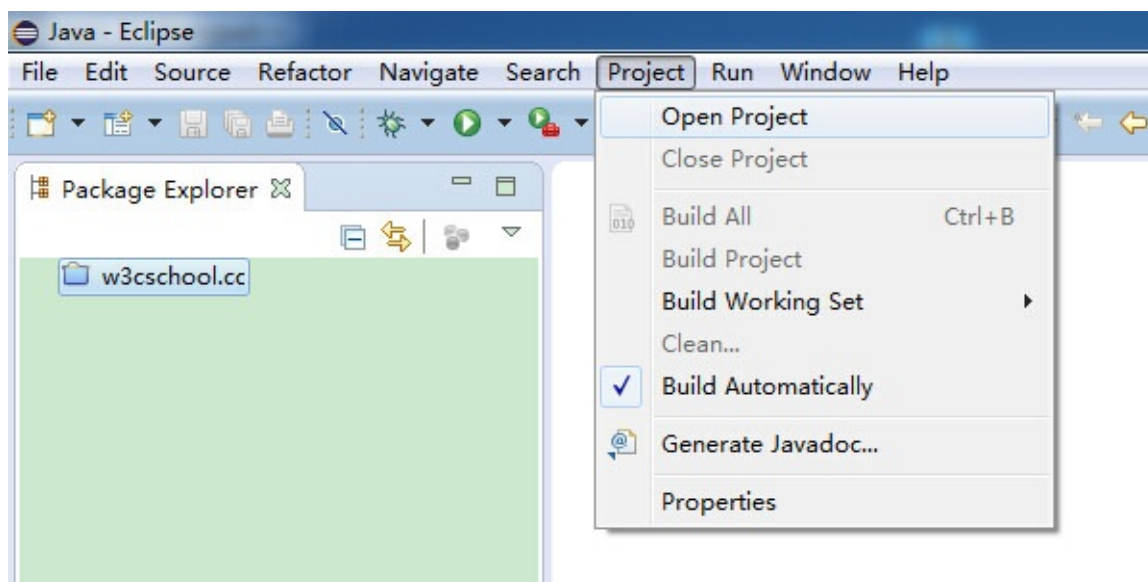 Java - Eclipse
File Edit Source Refactor Navigate Search Project Run Window Help
Package Explorer
w3cschool.cc
Open Project
Close Project
010
Build All Ctrl+B
Build Project
Build Working Set
Clean...
Build Automatically
@
Generate Javadoc...
Properties